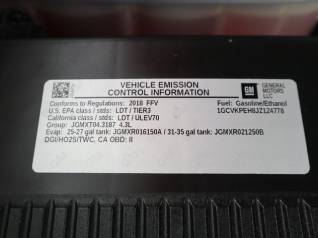 VEHICLE EMISSION
CONTROL INFORMATION
GM
GENERAL
MOTORS
LLC
Conforms to Regulations: 2018 FFV
Fuel: Gasoline/Ethanol
U.S. EPA class / stds: LDT / TIER3
1GCVKPEH8JZ124778
California class / stds: LDT / ULEV70
Group: JGMXT04.3187 4.3L
Evap: 25-27 gal tank: JGMXR016150A / 31-35 gal tank: JGMXR021250B
DGI/HO2S/TWC, CA OBD: II